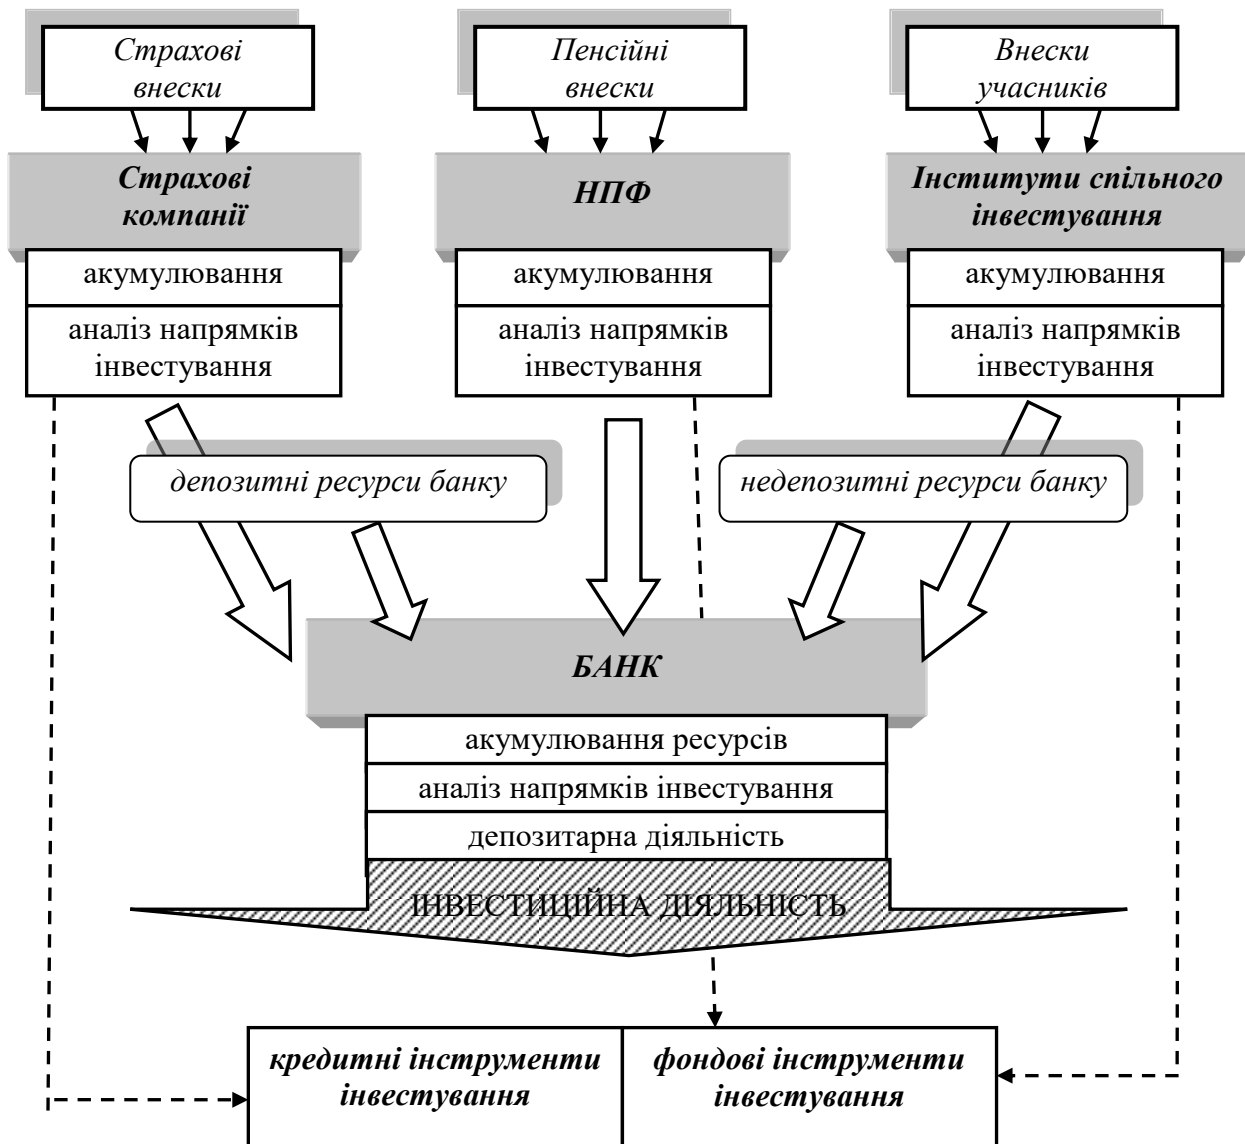 Страхові
внески
Пенсійні
внески
Внески
учасників
Страхові
компанії
НПФ
Інститути спільного
інвестування
акумулювання
акумулювання
акумулювання
аналіз напрямків
інвестування
аналіз напрямків
інвестування
аналіз напрямків
інвестування
депозитні ресурси банку
недепозитні ресурси банку
БАНК
акумулювання ресурсів
аналіз напрямків інвестування
депозитарна діяльність
ІНВЕСТИЦІЙНА ДІЯЛЬНІСТЬ
кредитні інструменти
інвестування
фондові інструменти
інвестування